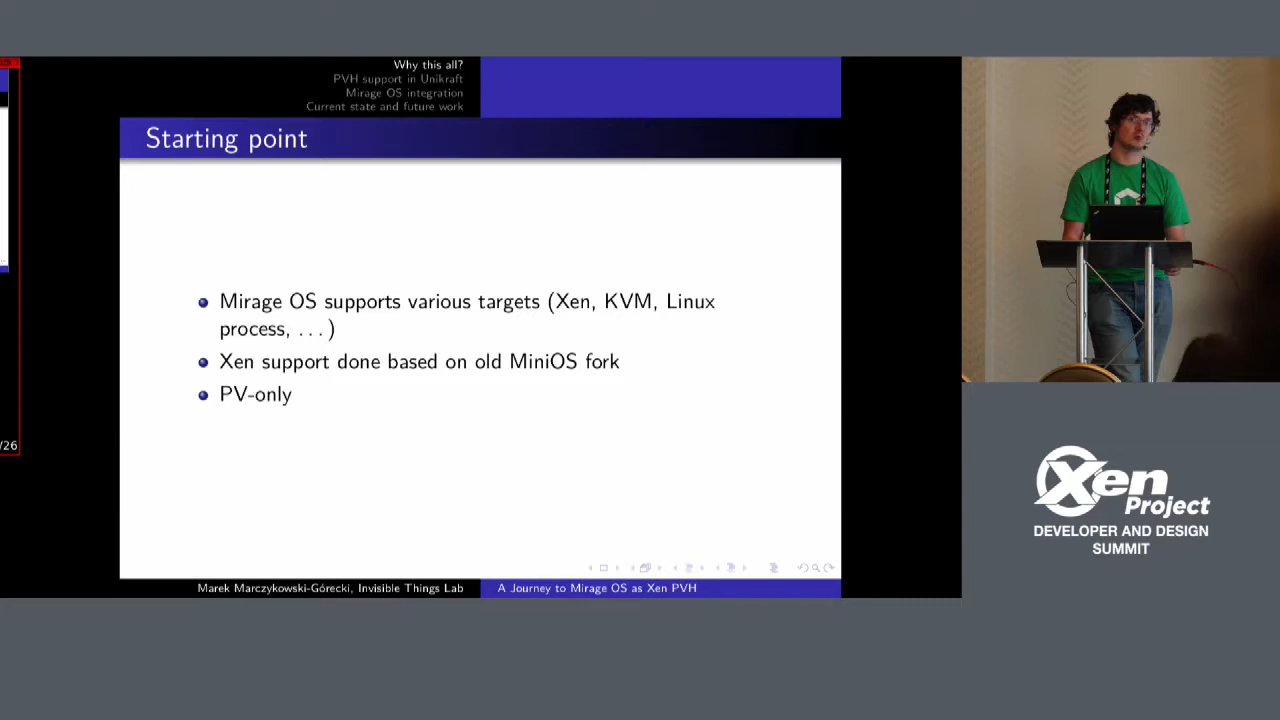 Why this all?
PVH support in Unikraft
Mirage OS integration
Current state and future work
Starting point
Mirage OS supports various targets (Xen, KVM, Linux
process, . . . )
Xen support done based on old MiniOS fork
PV-only
/26
Marek Marczykowski-Górecki, Invisible Things Lab
A Journey to Mirage OS as Xen PVH
Xen
Project
DEVELOPER AND DESIGN
SUMMIT